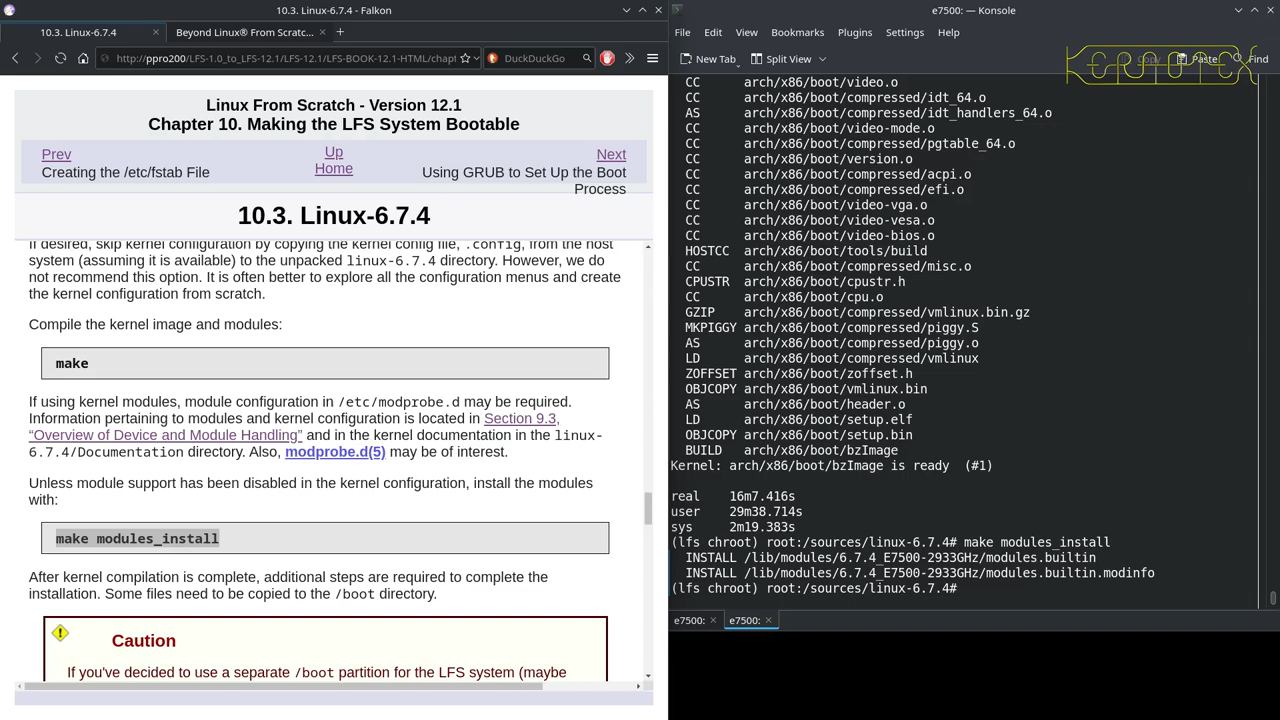 10.3. Linux-6.7.4 - Falkon
10.3. Linux-6.7.4
Beyond Linux® From Scratc...
http://ppro200/LFS-1.0_to_LFS-12.1/LFS-12.1/LFS-BOOK-12.1-HTML/chapt
DuckDuckGo
Linux From Scratch - Version 12.1
Chapter 10. Making the LFS System Bootable
Prev
Up
Next
Creating the /etc/fstab File
Home
Using GRUB to Set Up the Boot
Process
10.3. Linux-6.7.4
If desired, skip kernel configuration by copying the kernel config file, .config, from the host
system (assuming it is available) to the unpacked linux-6.7.4 directory. However, we do
not recommend this option. It is often better to explore all the configuration menus and create
the kernel configuration from scratch.
Compile the kernel image and modules:
make
If using kernel modules, module configuration in /etc/modprobe.d may be required.
Information pertaining to modules and kernel configuration is located in Section 9.3,
“Overview of Device and Module Handling” and in the kernel documentation in the linux-
6.7.4/Documentation directory. Also, modprobe.d(5) may be of interest.
Unless module support has been disabled in the kernel configuration, install the modules
with:
make modules_install
After kernel compilation is complete, additional steps are required to complete the
installation. Some files need to be copied to the /boot directory.
Caution
If you've decided to use a separate /boot partition for the LFS system (maybe
e7500: — Konsole
File Edit View Bookmarks Plugins Settings Help
New Tab Split View Copy Paste Find
CC arch/x86/boot/video.o
CC arch/x86/boot/compressed/idt_64.o
AS arch/x86/boot/compressed/idt_handlers_64.o
CC arch/x86/boot/video-mode.o
CC arch/x86/boot/compressed/pgtable_64.o
CC arch/x86/boot/version.o
CC arch/x86/boot/compressed/acpi.o
CC arch/x86/boot/compressed/efi.o
CC arch/x86/boot/video-vga.o
CC arch/x86/boot/video-vesa.o
CC arch/x86/boot/video-bios.o
HOSTCC arch/x86/boot/tools/build
CC arch/x86/boot/compressed/misc.o
CPUSTR arch/x86/boot/cpustr.h
CC arch/x86/boot/cpu.o
GZIP arch/x86/boot/compressed/vmlinux.bin.gz
MKPIGGY arch/x86/boot/compressed/piggy.S
AS arch/x86/boot/compressed/piggy.o
LD arch/x86/boot/compressed/vmlinux
ZOFFSET arch/x86/boot/zoffset.h
OBJCOPY arch/x86/boot/vmlinux.bin
AS arch/x86/boot/header.o
LD arch/x86/boot/setup.elf
OBJCOPY arch/x86/boot/setup.bin
BUILD arch/x86/boot/bzImage
Kernel: arch/x86/boot/bzImage is ready (#1)
real 16m7.416s
user 29m38.714s
sys 2m19.383s
(lfs chroot) root:/sources/linux-6.7.4# make modules_install
INSTALL /lib/modules/6.7.4_E7500-2933GHz/modules.builtin
INSTALL /lib/modules/6.7.4_E7500-2933GHz/modules.builtin.modinfo
(lfs chroot) root:/sources/linux-6.7.4#
e7500:
e7500: